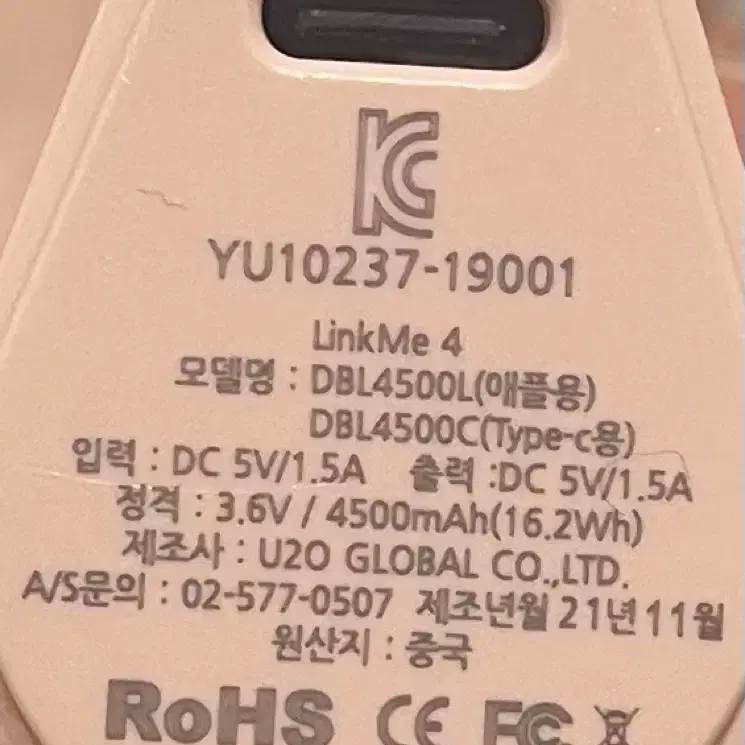 KC
YU10237-19001
LinkMe 4
모델명 : DBL4500L(애플용)
DBL4500C(Type-c용)
입력 : DC 5V/1.5A 출력 :DC 5V/1.5A
정격 : 3.6V / 4500mAh(16.2Wh)
제조사 : U2O GLOBAL CO.,LTD.
A/S문의 : 02-577-0507 제조년월 21년11월
원산지 : 중국
RoHS CE FC